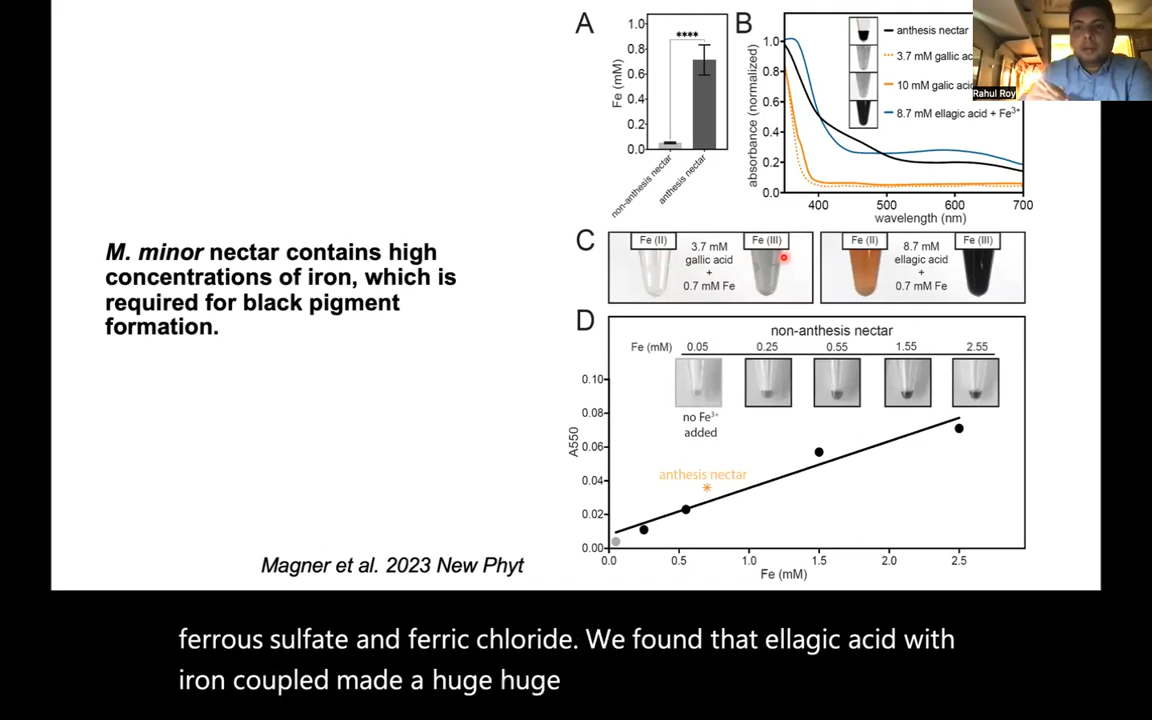 M. minor nectar contains high
concentrations of iron, which is
required for black pigment
formation.
Magner et al. 2023 New Phyt
A
Fe (mM)
1.0
0.8
0.6
0.4
0.2
0.0
****
non-anthesis nectar
anthesis nectar
B
absorbance (normalized)
1.0
0.8
0.6
0.4
0.2
0.0
400
500
600
700
wavelength (nm)
anthesis nectar
3.7 mM gallic ac
10 mM galic acid
8.7 mM ellagic acid + Fe³⁺
Rahul Roy
C
Fe (II)
3.7 mM
gallic acid
+
0.7 mM Fe
Fe (III)
Fe (II)
8.7 mM
ellagic acid
+
0.7 mM Fe
Fe (III)
D
non-anthesis nectar
Fe (mM) 0.05 0.25 0.55 1.55 2.55
no Fe³⁺
added
anthesis nectar
A550
0.10
0.08
0.06
0.04
0.02
0.00
0.0 0.5 1.0 1.5 2.0 2.5
Fe (mM)
ferrous sulfate and ferric chloride. We found that ellagic acid with
iron coupled made a huge huge